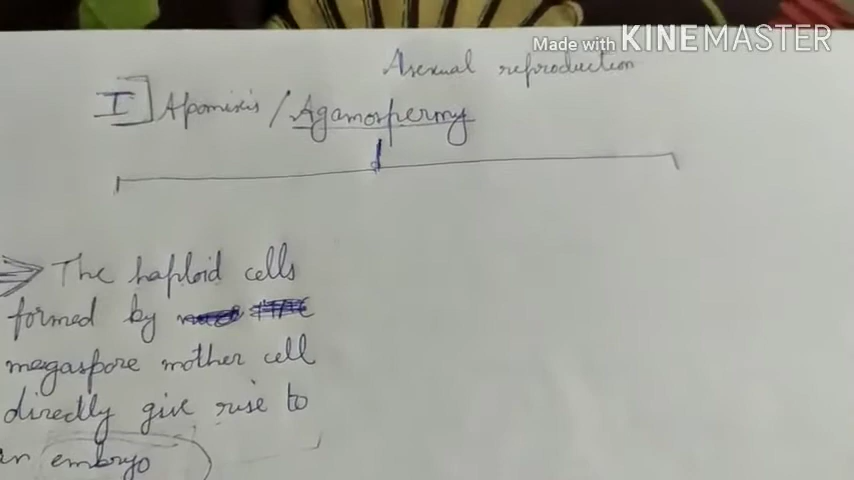 Made with KINEMASTER
Asexual reproduction
I] Apomixis / Agamospermy
⇒ The haploid cells
formed by
megaspore mother cell
directly give rise to
an embryo